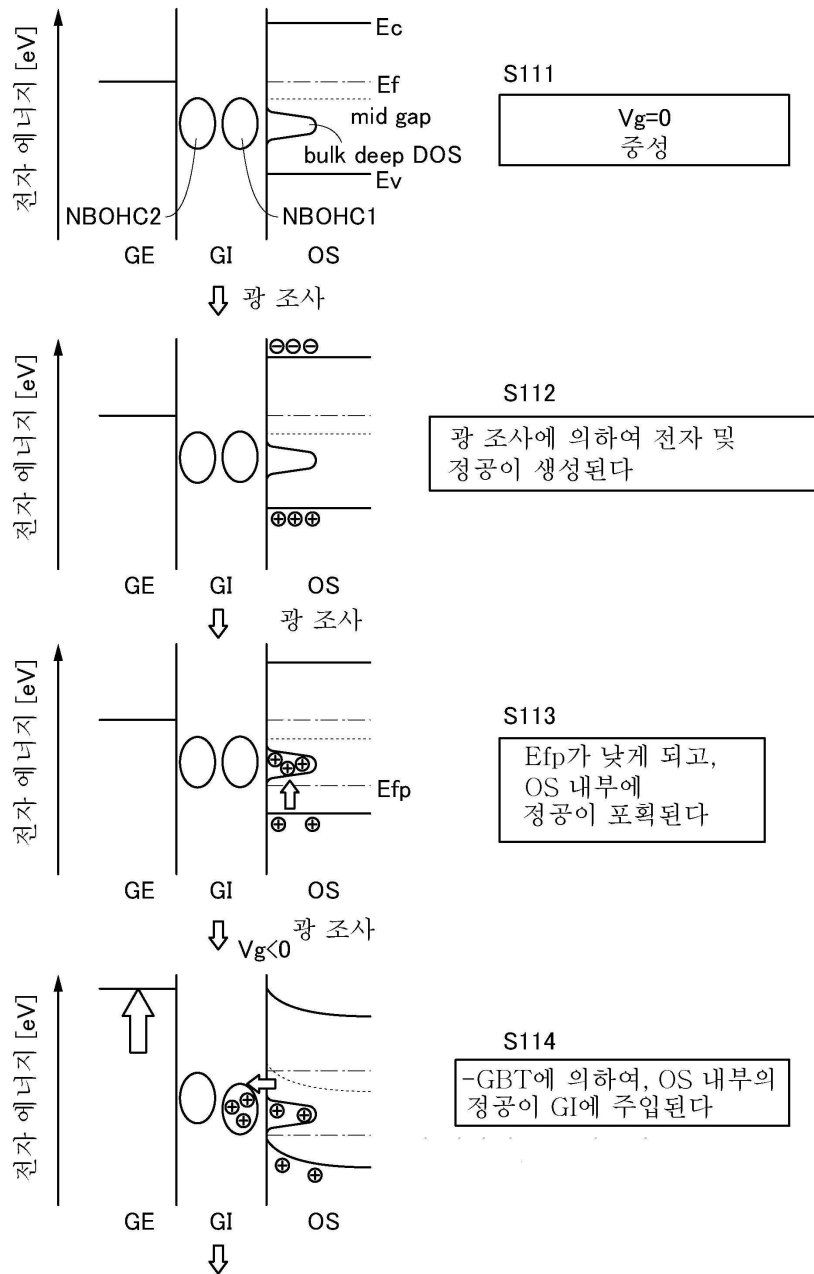 전자 에너지 [eV]
Ec
Ef
mid gap
bulk deep DOS
Ev
NBOHC2
NBOHC1
GE
GI
OS
S111
Vg=0
중성
광 조사
전자 에너지 [eV]
⊖⊖⊖
⊕⊕⊕
GE
GI
OS
S112
광 조사에 의하여 전자 및
정공이 생성된다
광 조사
전자 에너지 [eV]
⊕⊕⊕
Efp
⊕ ⊕
GE
GI
OS
S113
Efp가 낮게 되고,
OS 내부에
정공이 포획된다
광 조사
Vg<0
전자 에너지 [eV]
⊕⊕⊕
⊕⊕
⊕ ⊕
GE
GI
OS
S114
-GBT에 의하여, OS 내부의
정공이 GI에 주입된다